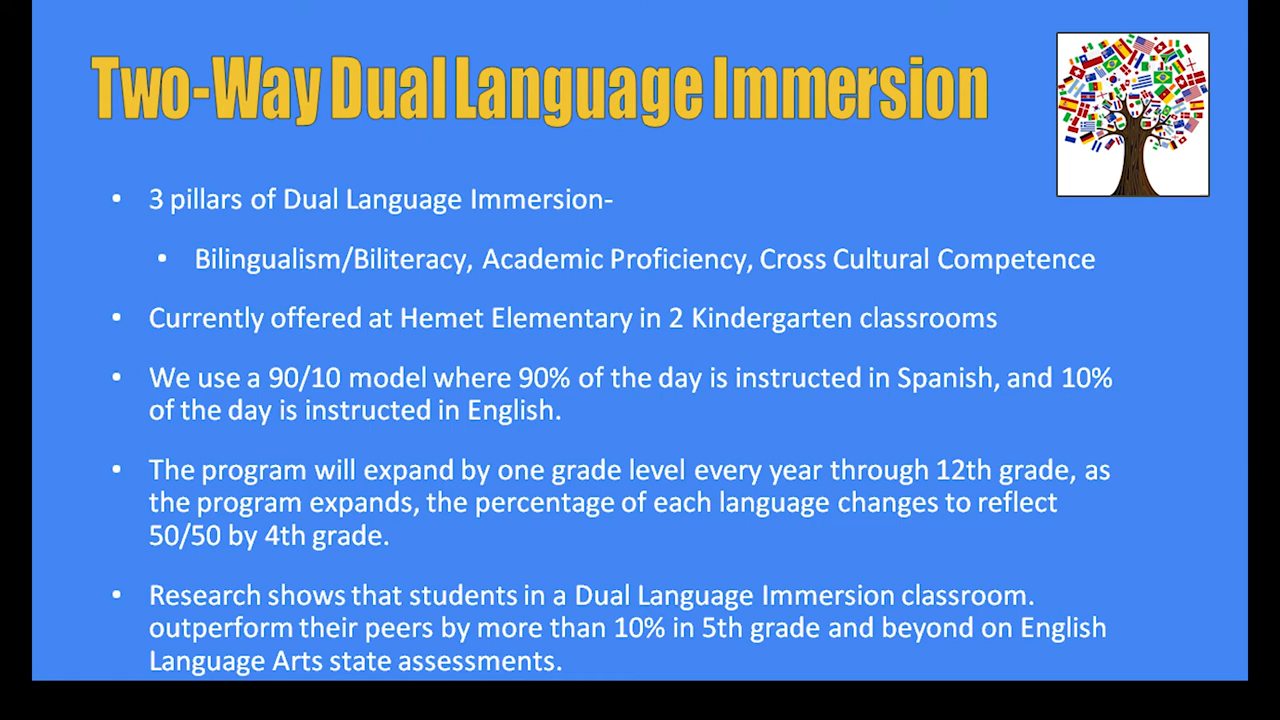 Two-Way Dual Language Immersion
• 3 pillars of Dual Language Immersion-
• Bilingualism/Biliteracy, Academic Proficiency, Cross Cultural Competence
• Currently offered at Hemet Elementary in 2 Kindergarten classrooms
• We use a 90/10 model where 90% of the day is instructed in Spanish, and 10%
of the day is instructed in English.
• The program will expand by one grade level every year through 12th grade, as
the program expands, the percentage of each language changes to reflect
50/50 by 4th grade.
• Research shows that students in a Dual Language Immersion classroom.
outperform their peers by more than 10% in 5th grade and beyond on English
Language Arts state assessments.